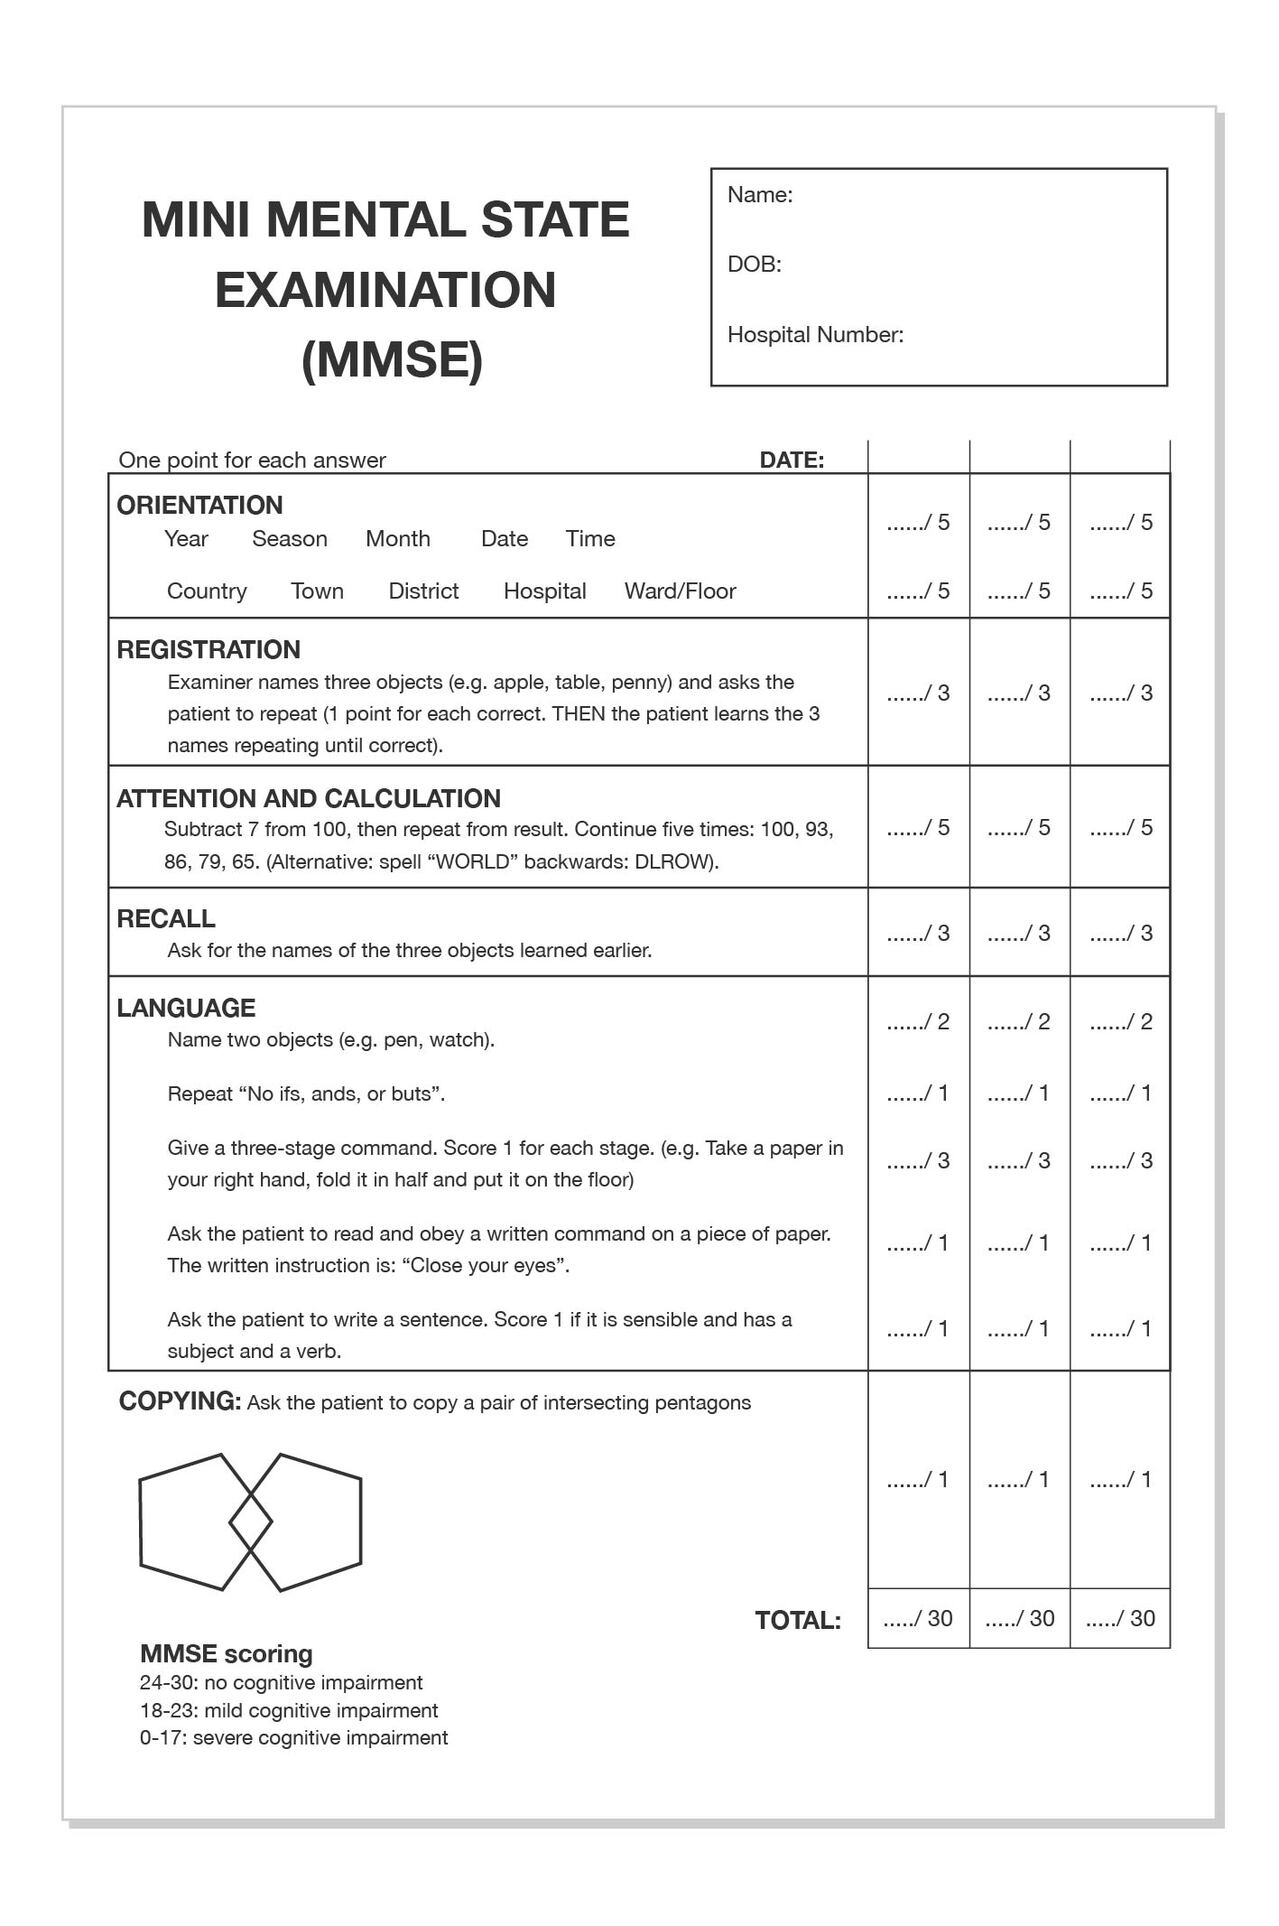 MINI MENTAL STATE
EXAMINATION
(MMSE)
Name:
DOB:
Hospital Number:
One point for each answer DATE:
ORIENTATION
Year Season Month Date Time ....../ 5 ....../ 5 ....../ 5
Country Town District Hospital Ward/Floor ....../ 5 ....../ 5 ....../ 5
REGISTRATION
Examiner names three objects (e.g. apple, table, penny) and asks the
patient to repeat (1 point for each correct. THEN the patient learns the 3
names repeating until correct).
....../ 3 ....../ 3 ....../ 3
ATTENTION AND CALCULATION
Subtract 7 from 100, then repeat from result. Continue five times: 100, 93,
86, 79, 65. (Alternative: spell “WORLD” backwards: DLROW).
....../ 5 ....../ 5 ....../ 5
RECALL
Ask for the names of the three objects learned earlier.
....../ 3 ....../ 3 ....../ 3
LANGUAGE
Name two objects (e.g. pen, watch).
....../ 2 ....../ 2 ....../ 2
Repeat “No ifs, ands, or buts”. ....../ 1 ....../ 1 ....../ 1
Give a three-stage command. Score 1 for each stage. (e.g. Take a paper in
your right hand, fold it in half and put it on the floor)
....../ 3 ....../ 3 ....../ 3
Ask the patient to read and obey a written command on a piece of paper.
The written instruction is: “Close your eyes”.
....../ 1 ....../ 1 ....../ 1
Ask the patient to write a sentence. Score 1 if it is sensible and has a
subject and a verb.
....../ 1 ....../ 1 ....../ 1
COPYING: Ask the patient to copy a pair of intersecting pentagons
....../ 1 ....../ 1 ....../ 1
TOTAL: ...../ 30 ...../ 30 ...../ 30
MMSE scoring
24-30: no cognitive impairment
18-23: mild cognitive impairment
0-17: severe cognitive impairment